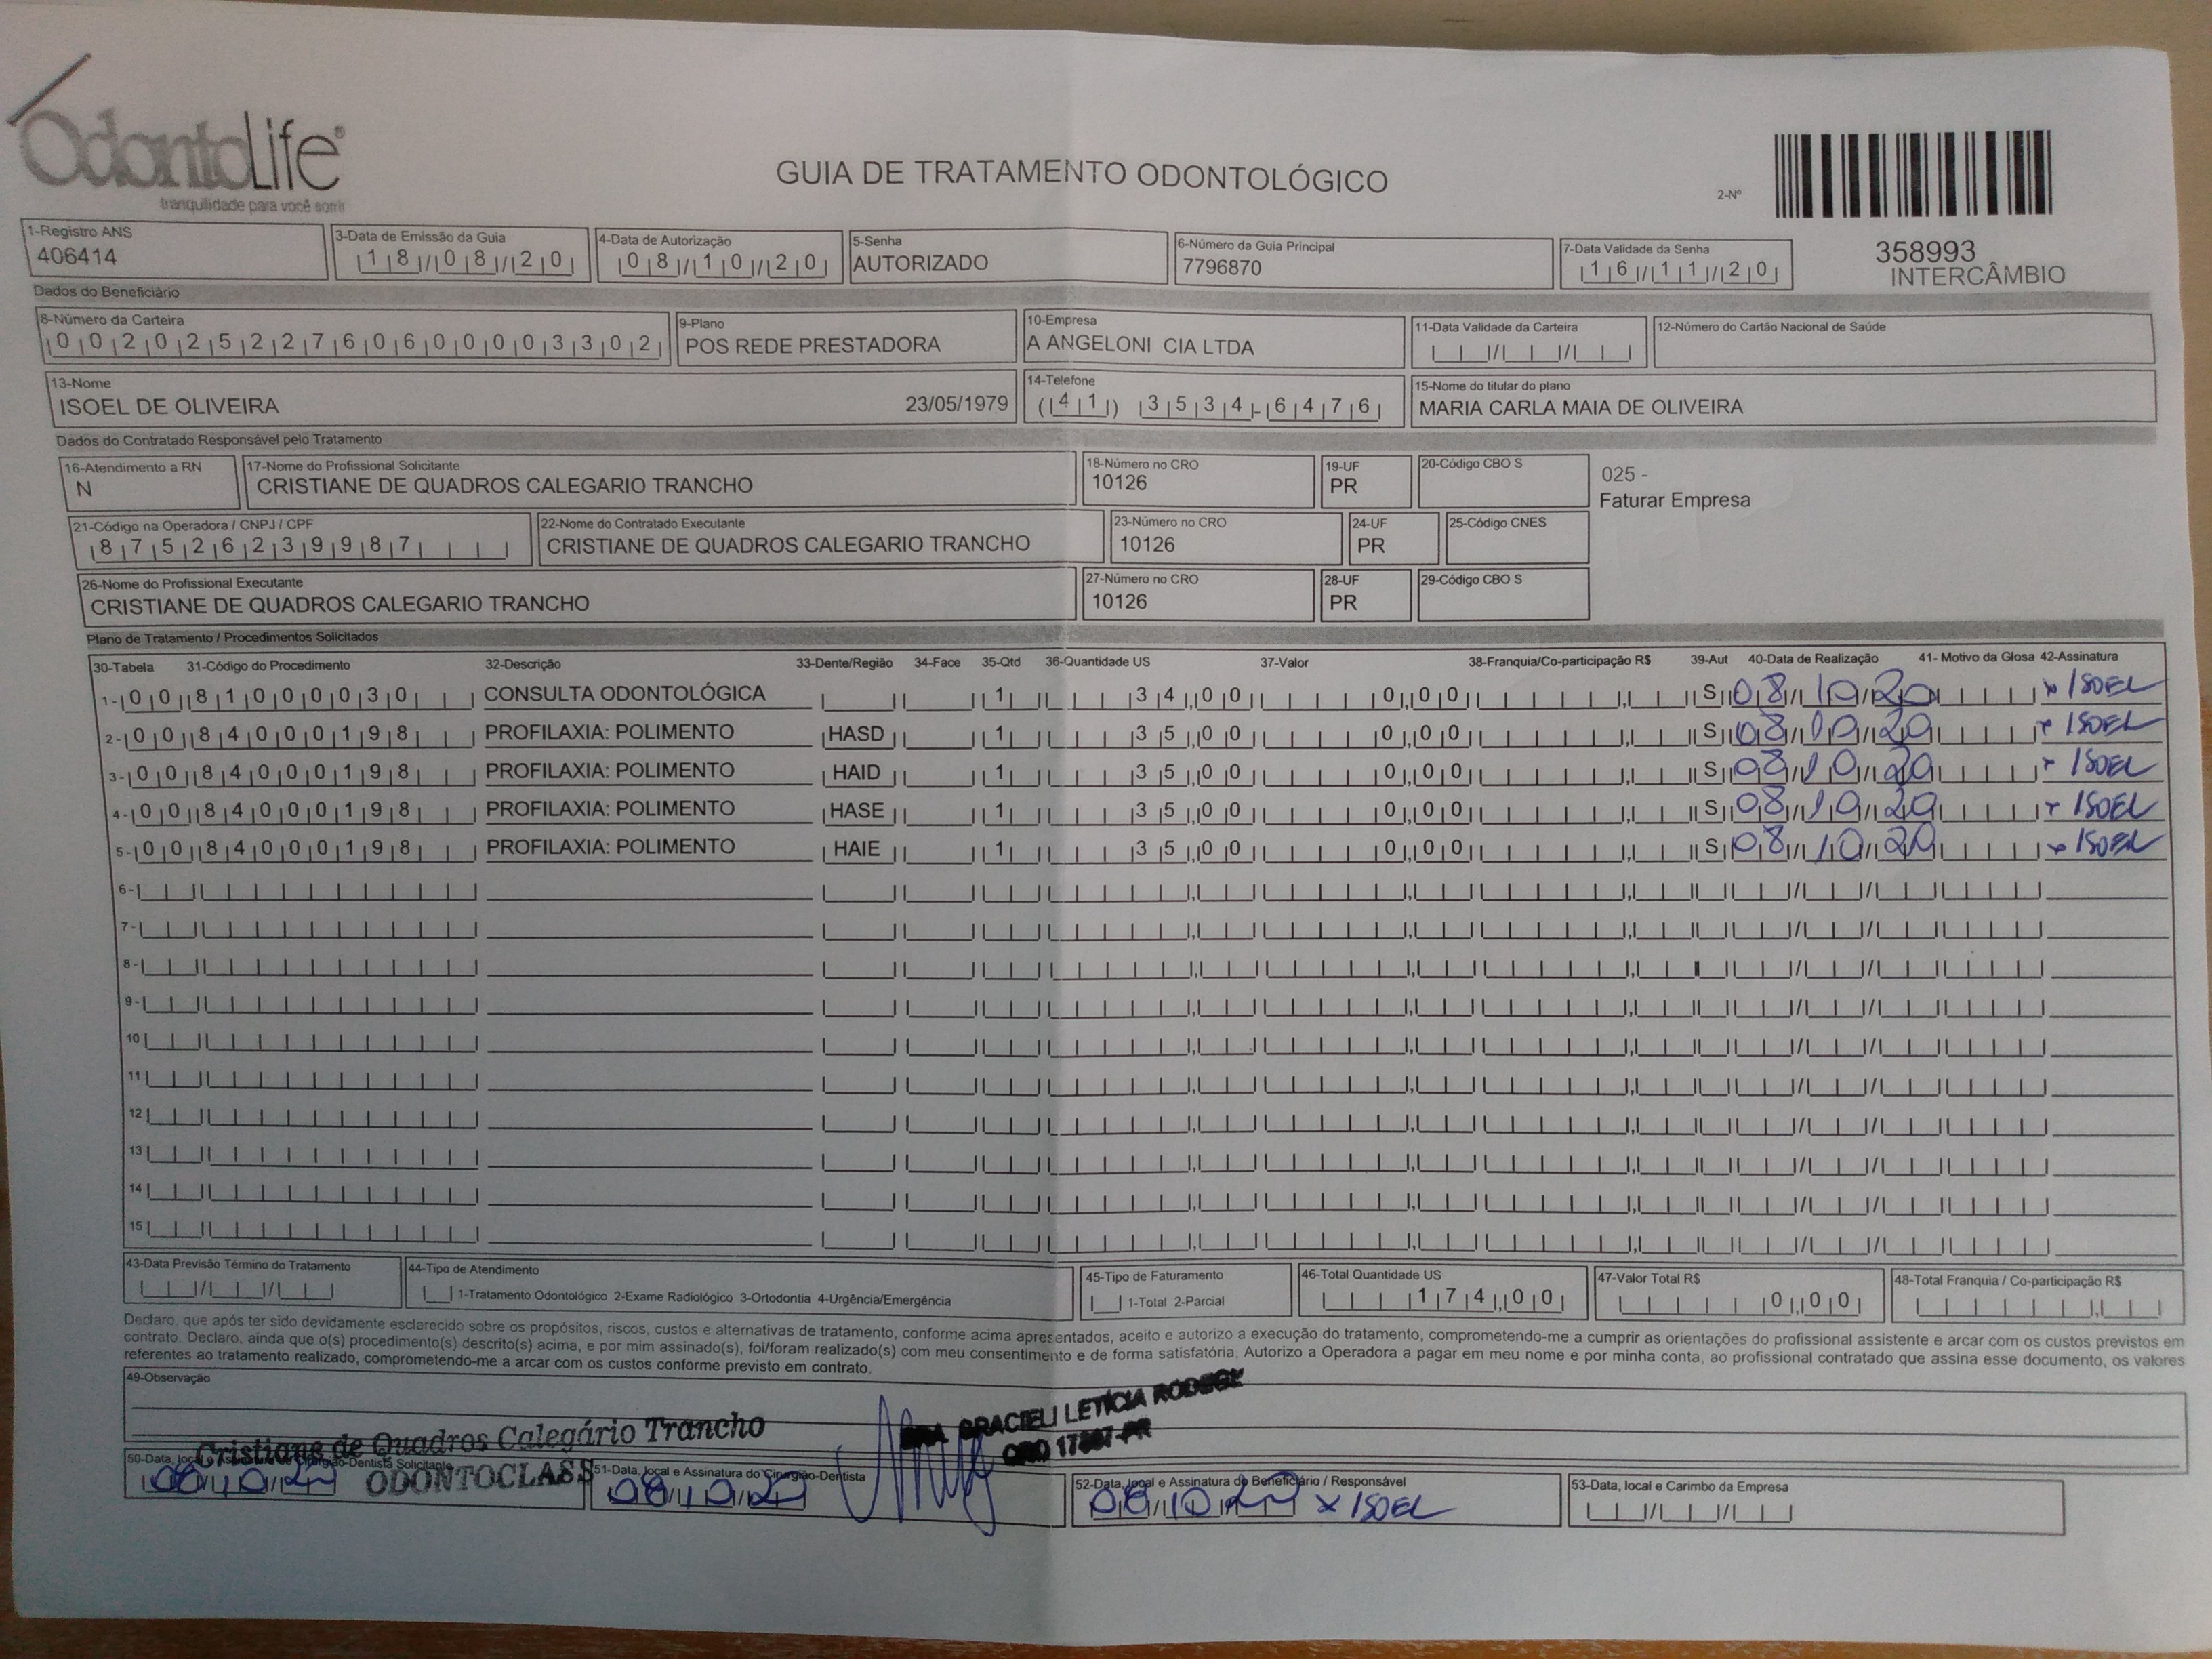 OdontoLife®
tranquilidade para você sorrir
GUIA DE TRATAMENTO ODONTOLÓGICO
2-Nº
358993
INTERCÂMBIO
1-Registro ANS
406414
3-Data de Emissão da Guia
18/08/20
4-Data de Autorização
08/10/20
5-Senha
AUTORIZADO
6-Número da Guia Principal
7796870
7-Data Validade da Senha
16/11/20
Dados do Beneficiário
8-Número da Carteira
00202522760600003302
9-Plano
POS REDE PRESTADORA
10-Empresa
A ANGELONI CIA LTDA
11-Data Validade da Carteira
12-Número do Cartão Nacional de Saúde
13-Nome
ISOEL DE OLIVEIRA 23/05/1979
14-Telefone
(41) 3534-6476
15-Nome do titular do plano
MARIA CARLA MAIA DE OLIVEIRA
Dados do Contratado Responsável pelo Tratamento
16-Atendimento a RN
N
17-Nome do Profissional Solicitante
CRISTIANE DE QUADROS CALEGARIO TRANCHO
18-Número no CRO
10126
19-UF
PR
20-Código CBO S
025 -
Faturar Empresa
21-Código na Operadora / CNPJ / CPF
87526239987
22-Nome do Contratado Executante
CRISTIANE DE QUADROS CALEGARIO TRANCHO
23-Número no CRO
10126
24-UF
PR
25-Código CNES
26-Nome do Profissional Executante
CRISTIANE DE QUADROS CALEGARIO TRANCHO
27-Número no CRO
10126
28-UF
PR
29-Código CBO S
Plano de Tratamento / Procedimentos Solicitados
30-Tabela 31-Código do Procedimento 32-Descrição 33-Dente/Região 34-Face 35-Qtd 36-Quantidade US 37-Valor 38-Franquia/Co-participação R$ 39-Aut 40-Data de Realização 41- Motivo da Glosa 42-Assinatura
1- 00 81000030 CONSULTA ODONTOLÓGICA 1 34,00 0,00 S 08/10/20 x ISOEL
2- 00 84000198 PROFILAXIA: POLIMENTO HASD 1 35,00 0,00 S 08/10/20 x ISOEL
3- 00 84000198 PROFILAXIA: POLIMENTO HAID 1 35,00 0,00 S 08/10/20 x ISOEL
4- 00 84000198 PROFILAXIA: POLIMENTO HASE 1 35,00 0,00 S 08/10/20 x ISOEL
5- 00 84000198 PROFILAXIA: POLIMENTO HAIE 1 35,00 0,00 S 08/10/20 x ISOEL
6-
7-
8-
9-
10
11
12
13
14
15
43-Data Previsão Término do Tratamento
44-Tipo de Atendimento
1-Tratamento Odontológico 2-Exame Radiológico 3-Ortodontia 4-Urgência/Emergência
45-Tipo de Faturamento
1-Total 2-Parcial
46-Total Quantidade US
174,00
47-Valor Total R$
0,00
48-Total Franquia / Co-participação R$
Declaro, que após ter sido devidamente esclarecido sobre os propósitos, riscos, custos e alternativas de tratamento, conforme acima apresentados, aceito e autorizo a execução do tratamento, comprometendo-me a cumprir as orientações do profissional assistente e arcar com os custos previstos em
contrato. Declaro, ainda que o(s) procedimento(s) descrito(s) acima, e por mim assinado(s), foi/foram realizado(s) com meu consentimento e de forma satisfatória. Autorizo a Operadora a pagar em meu nome e por minha conta, ao profissional contratado que assina esse documento, os valores
referentes ao tratamento realizado, comprometendo-me a arcar com os custos conforme previsto em contrato.
49-Observação
Cristiane de Quadros Calegário Trancho
ODONTOCLASS
DRA GRACIELI LETÍCIA
50-Data, local e Assinatura do Cirurgião-Dentista Solicitante
08/10/20
51-Data, local e Assinatura do Cirurgião-Dentista
08/10/20
52-Data, local e Assinatura do Beneficiário / Responsável
08/10/20 x ISOEL
53-Data, local e Carimbo da Empresa